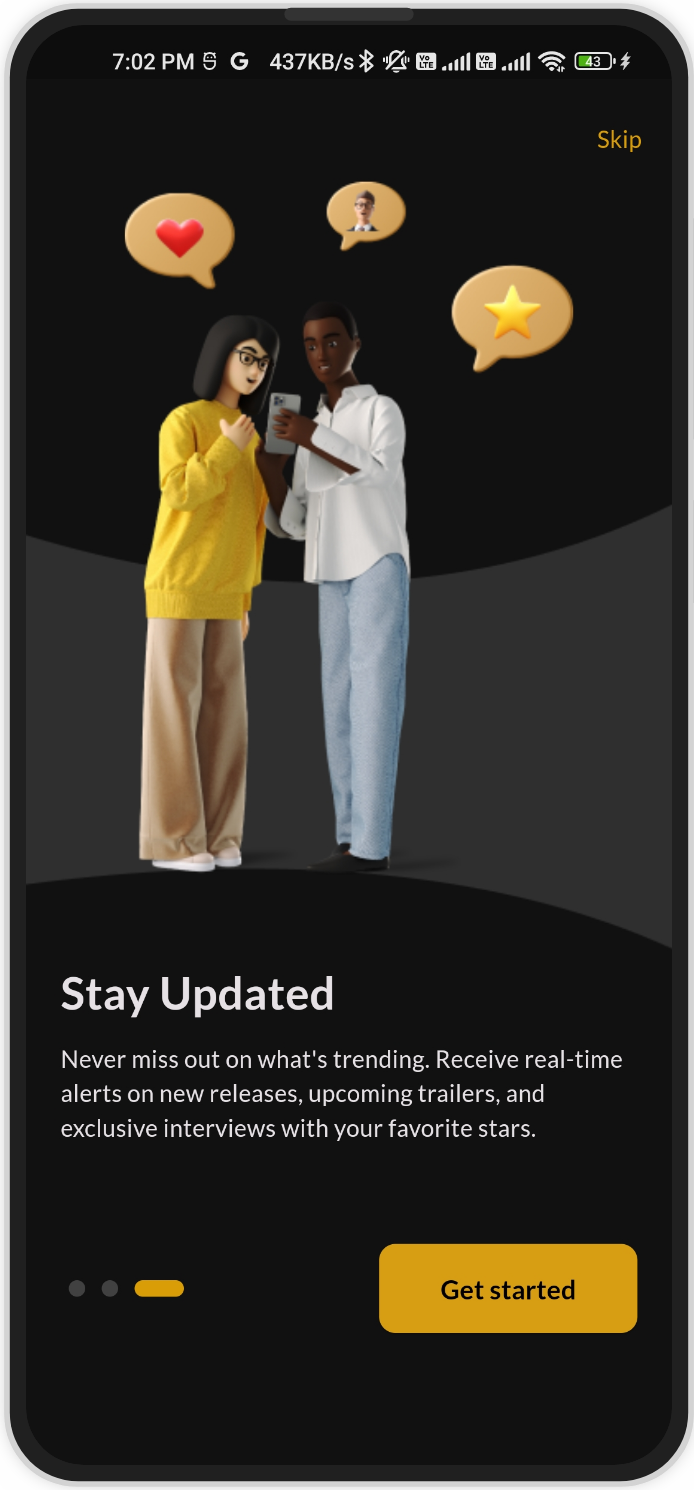 7:02 PM G 437KB/s Vo LTE Vo LTE 43
Skip
Stay Updated
Never miss out on what's trending. Receive real-time
alerts on new releases, upcoming trailers, and
exclusive interviews with your favorite stars.
Get started